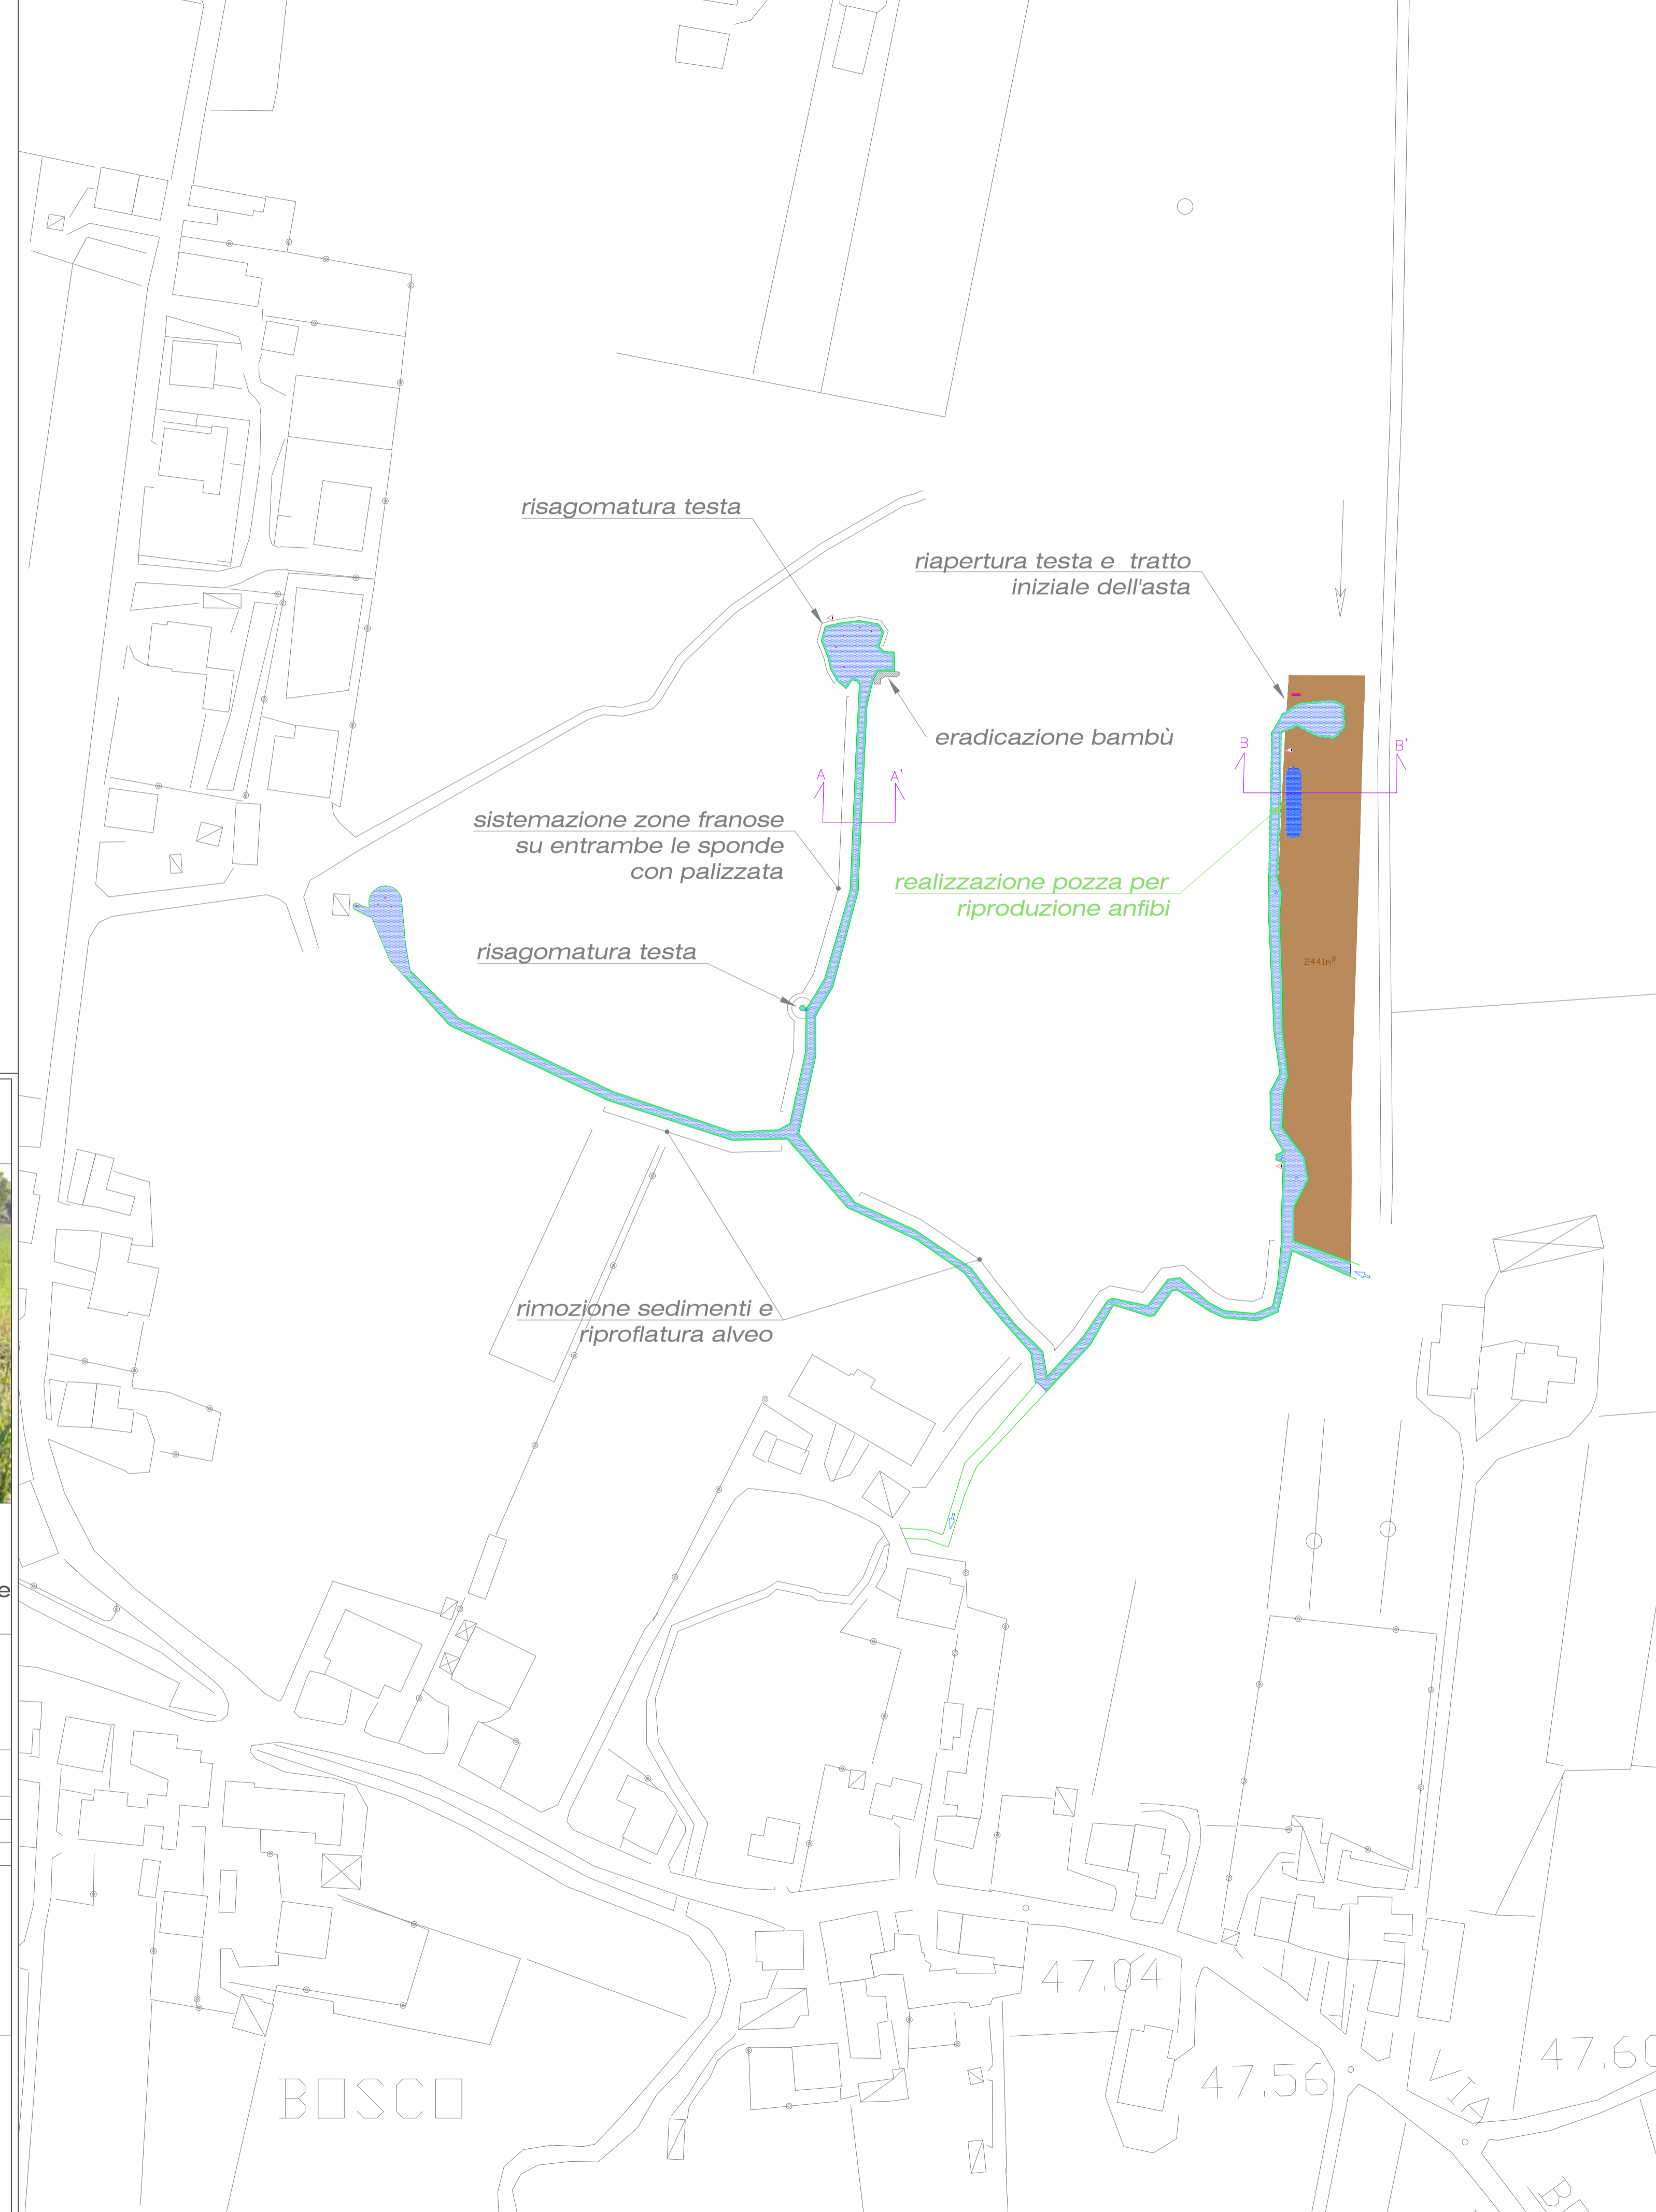 risagomatura testa
riapertura testa e tratto
iniziale dell'asta
eradicazione bambù
B
B'
A
A'
sistemazione zone franose
su entrambe le sponde
con palizzata
realizzazione pozza per
riproduzione anfibi
risagomatura testa
2441m²
rimozione sedimenti e
riproflatura alveo
e
47,04
47,56
47,60
VIA
BOSCO